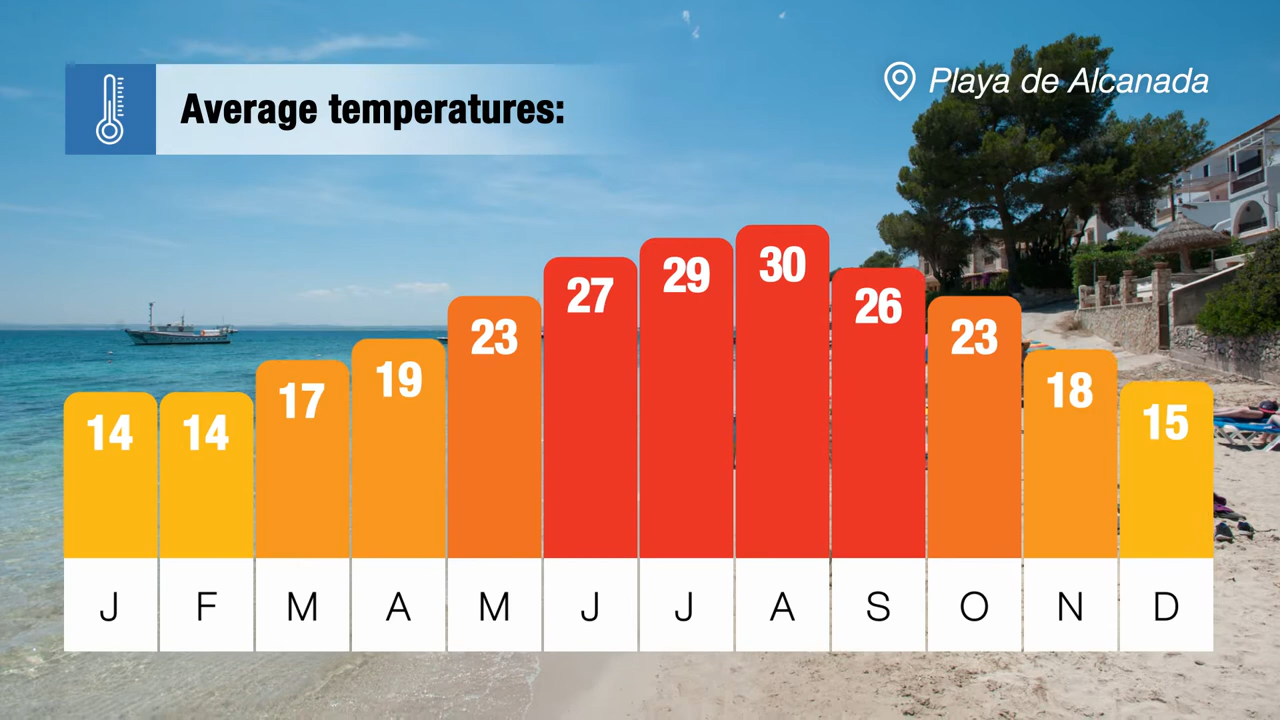 Average temperatures:
Playa de Alcanada
14 14 17 19 23 27 29 30 26 23 18 15
J F M A M J J A S O N D